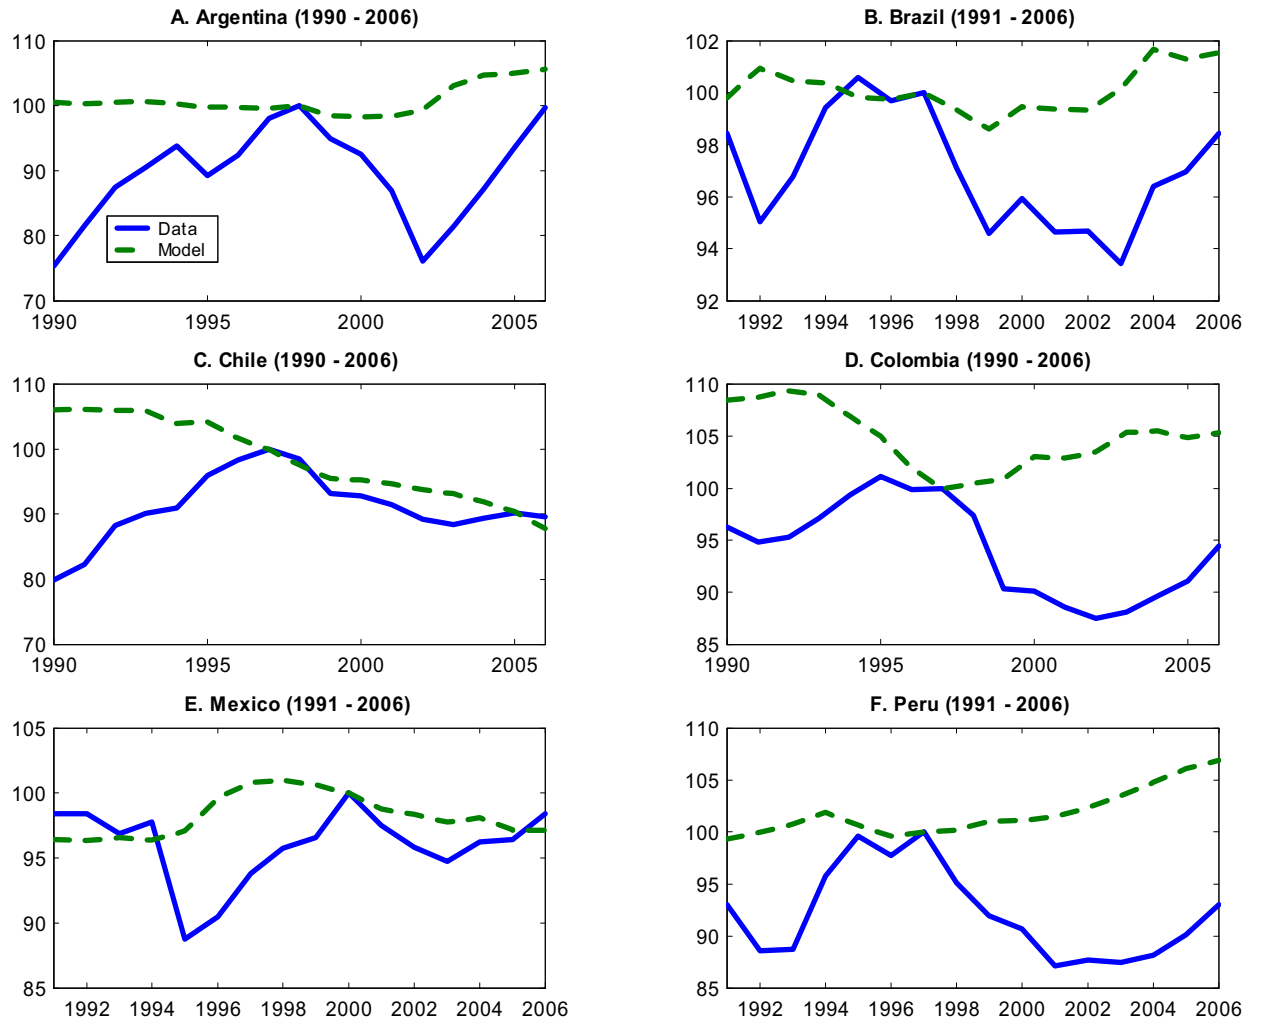 A. Argentina (1990 - 2006)
110
100
90
80
70
Data
Model
1990 1995 2000 2005
B. Brazil (1991 - 2006)
102
100
98
96
94
92
1992 1994 1996 1998 2000 2002 2004 2006
C. Chile (1990 - 2006)
110
100
90
80
70
1990 1995 2000 2005
D. Colombia (1990 - 2006)
110
105
100
95
90
85
1990 1995 2000 2005
E. Mexico (1991 - 2006)
105
100
95
90
85
1992 1994 1996 1998 2000 2002 2004 2006
F. Peru (1991 - 2006)
110
105
100
95
90
85
1992 1994 1996 1998 2000 2002 2004 2006